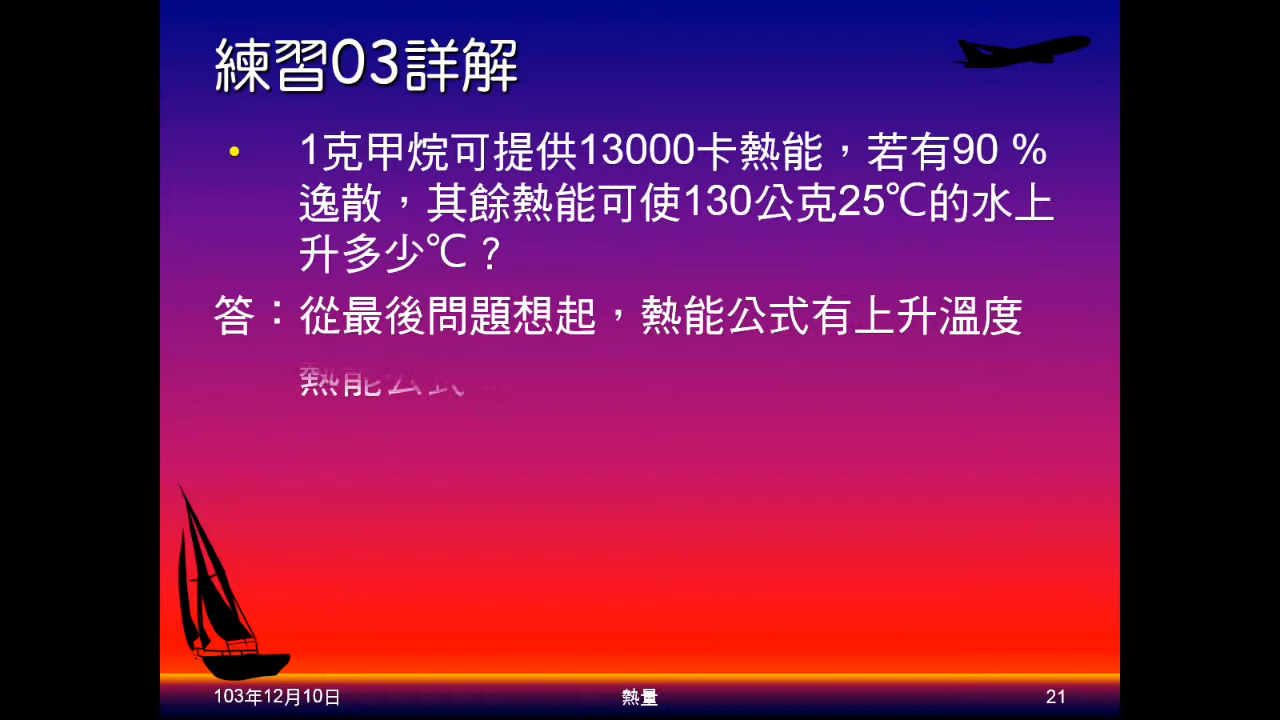 練習03詳解
• 1克甲烷可提供13000卡熱能，若有90 %
逸散，其餘熱能可使130公克25℃的水上
升多少℃？
答：從最後問題想起，熱能公式有上升溫度
熱能公式
103年12月10日
熱量
21